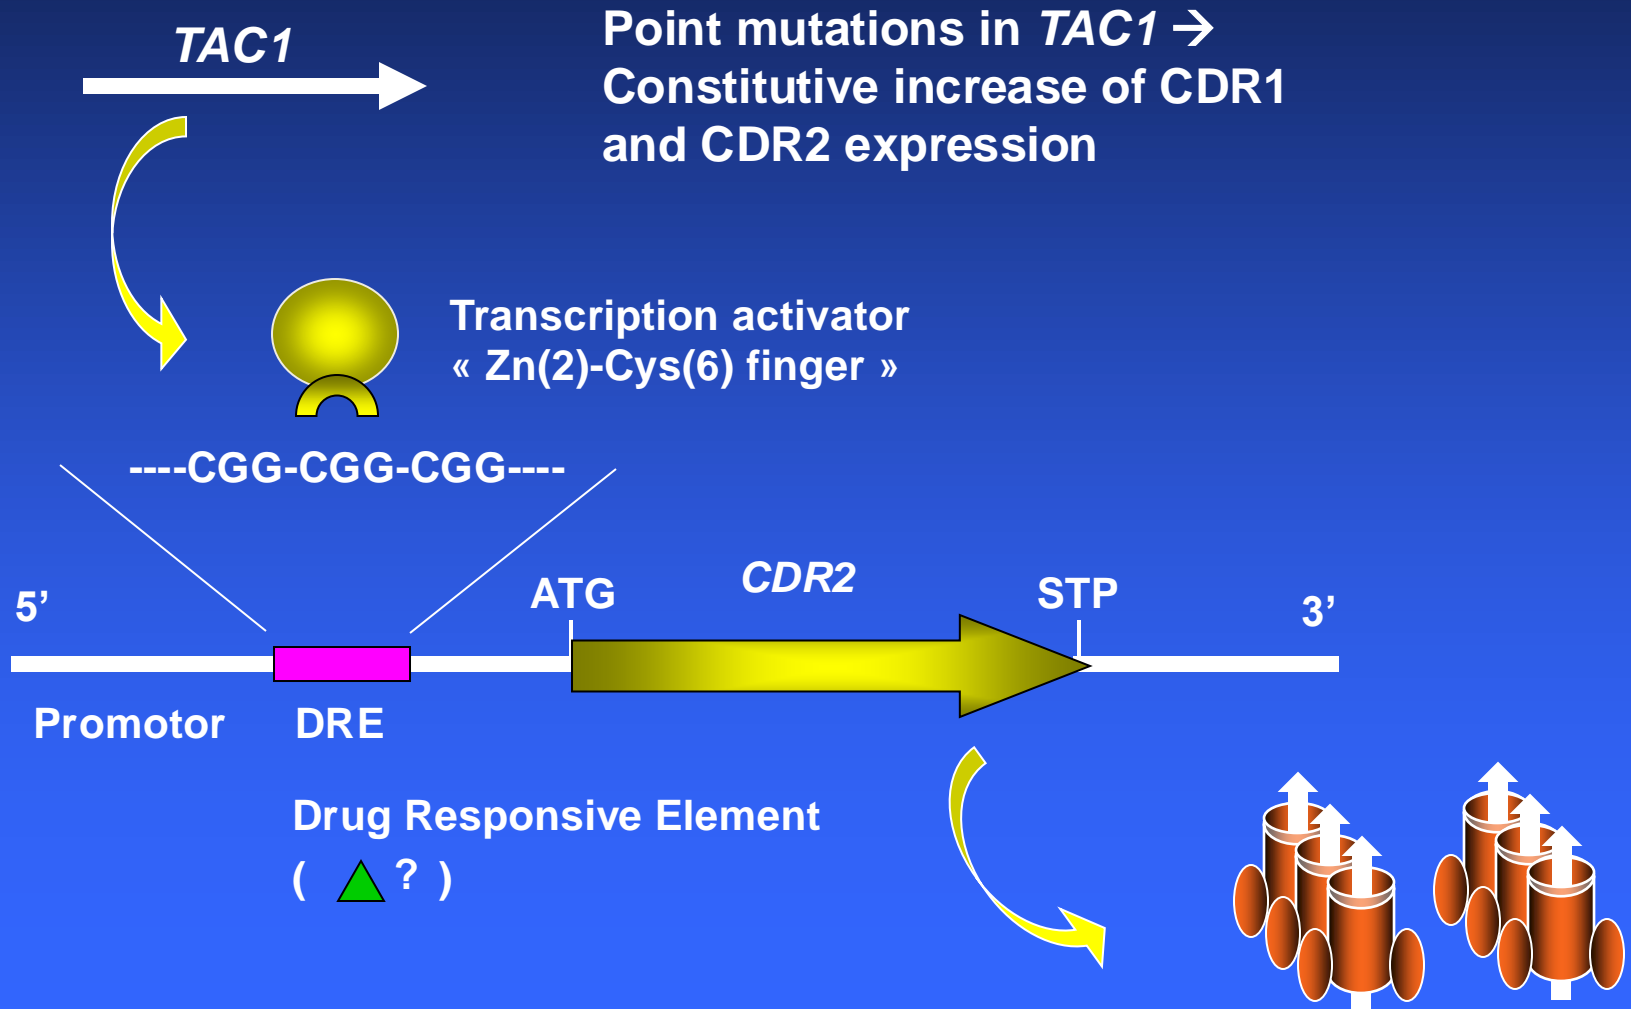 TAC1
Point mutations in TAC1 →
Constitutive increase of CDR1
and CDR2 expression
Transcription activator
« Zn(2)-Cys(6) finger »
----CGG-CGG-CGG----
5’
ATG
CDR2
STP
3’
Promotor
DRE
Drug Responsive Element
( ? )